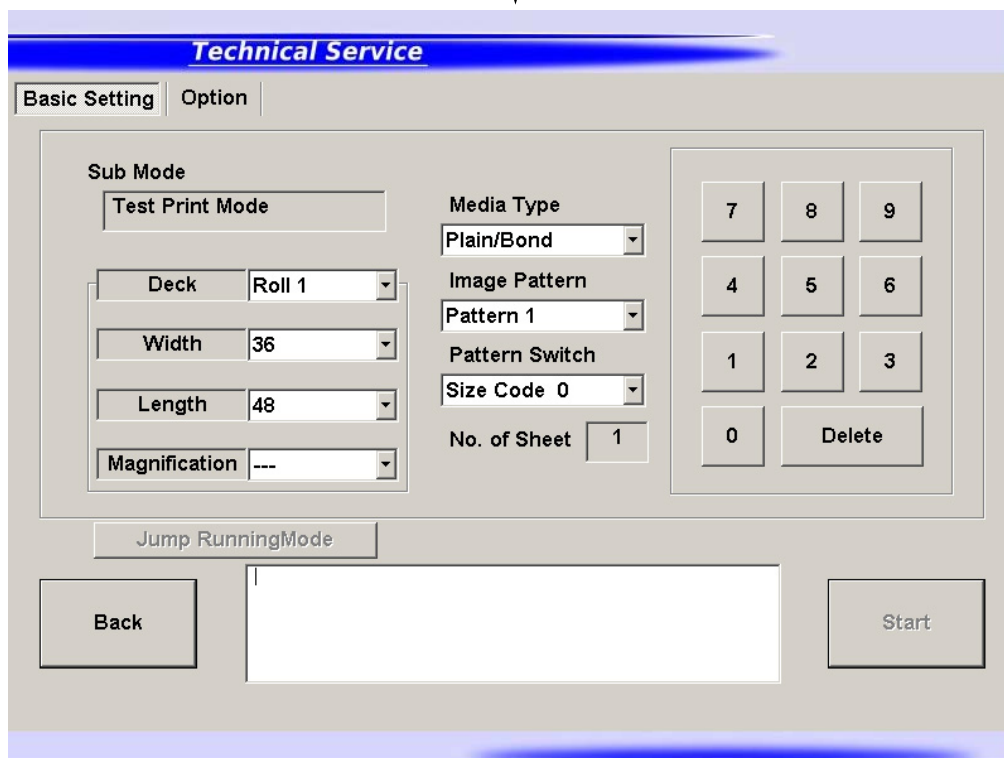 Technical Service
Basic Setting
Option
Sub Mode
Test Print Mode
Deck
Roll 1
Width
36
Length
48
Magnification
---
Media Type
Plain/Bond
Image Pattern
Pattern 1
Pattern Switch
Size Code 0
No. of Sheet
1
7 8 9
4 5 6
1 2 3
0 Delete
Jump RunningMode
Back
Start